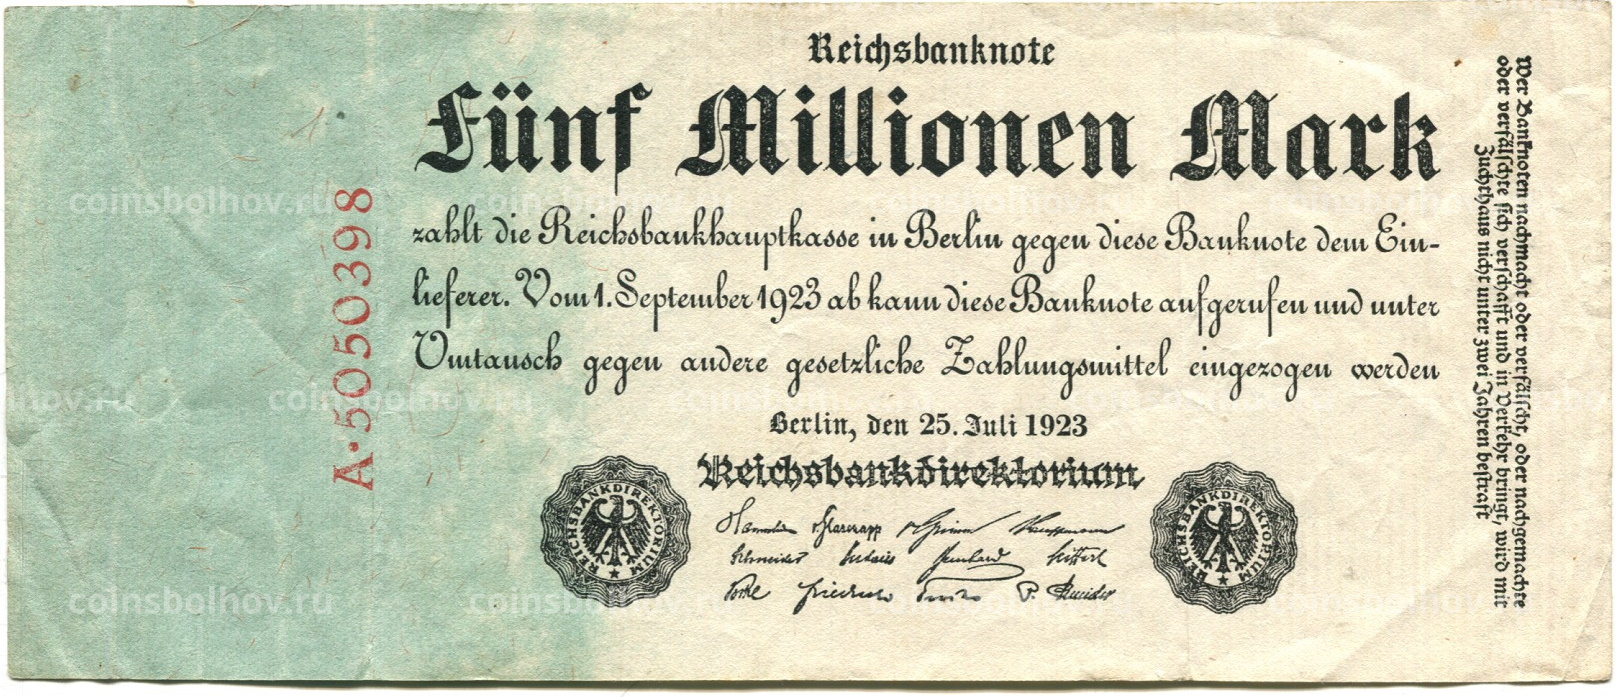 Reichsbanknote
Fünf Millionen Mark
zahlt die Reichsbankhauptkasse in Berlin gegen diese Banknote dem Ein-
lieferer. Vom 1. September 1923 ab kann diese Banknote aufgerufen und unter
Umtausch gegen andere gesetzliche Zahlungsmittel eingezogen werden
Berlin, den 25. Juli 1923
Reichsbankdirektorium
REICHSBANKDIREKTORIUM
REICHSBANKDIREKTORIUM
Schneider
Friedrich
P. Schneider
A·5050398
Wer Banknoten nachmacht oder verfälscht, oder nachgemachte
oder verfälschte sich verschafft und in Verkehr bringt, wird mit
Zuchthaus nicht unter zwei Jahren bestraft
coinsbolhov.ru